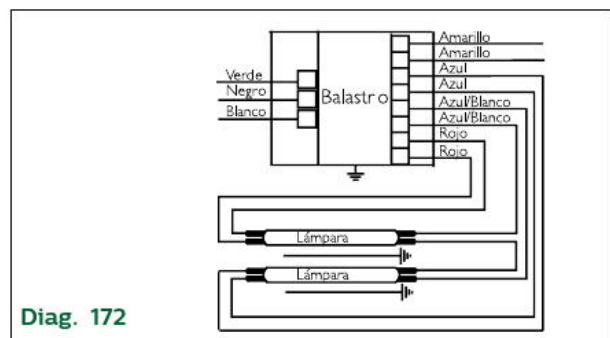 Amarillo
Amarillo
Azul
Azul
Azul/Blanco
Azul/Blanco
Rojo
Rojo
Verde
Negro
Blanco
Balastro
Lámpara
Lámpara
Diag. 172